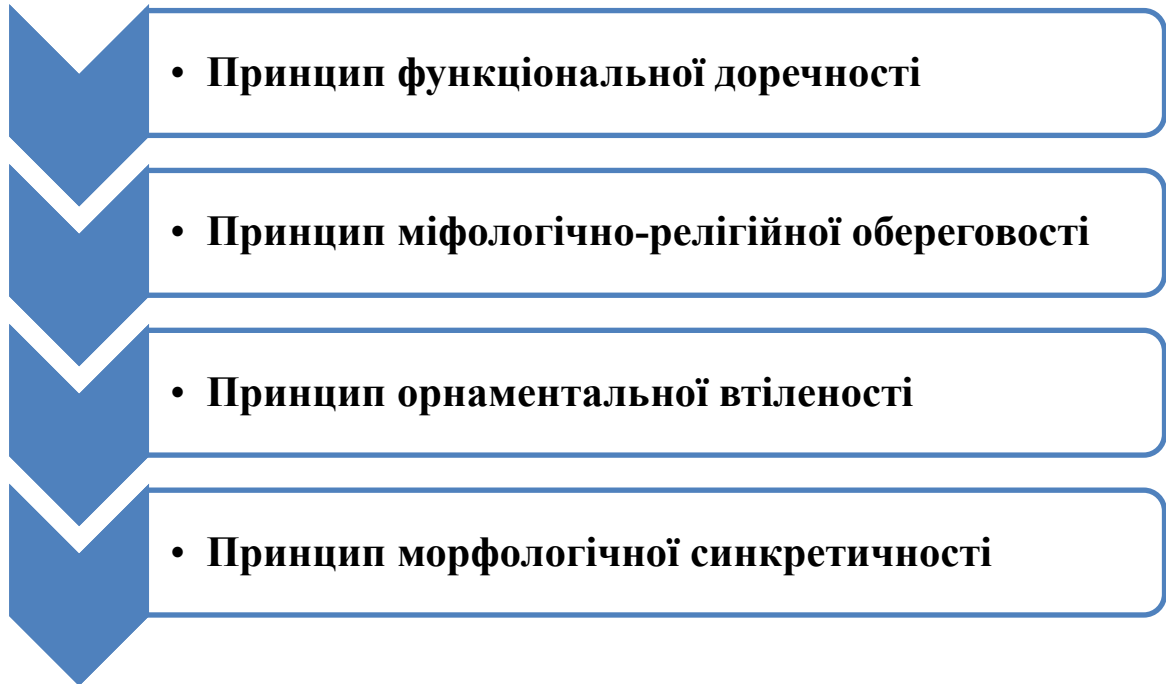 • Принцип функціональної доречності
• Принцип міфологічно-релігійної обереговості
• Принцип орнаментальної втіленості
• Принцип морфологічної синкретичності